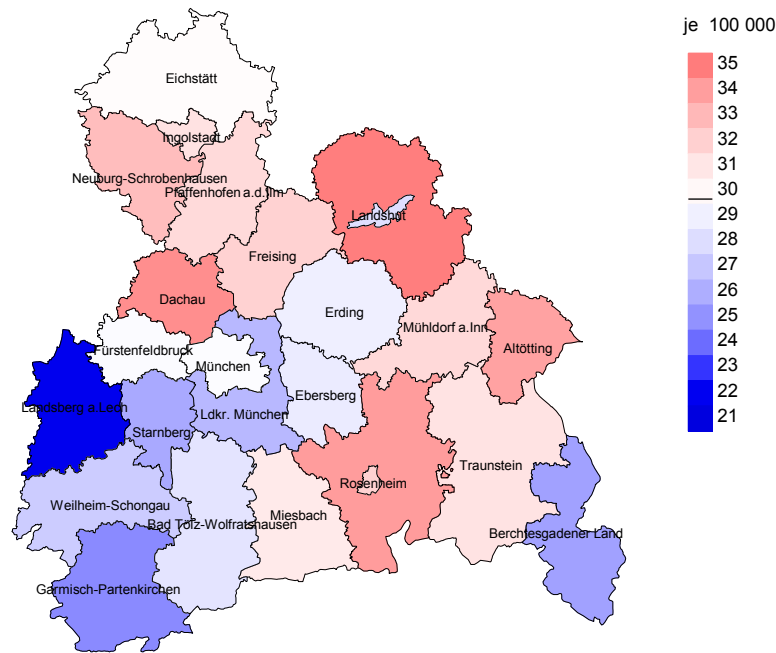 je 100 000
35
34
33
32
31
30
29
28
27
26
25
24
23
22
21
Eichstätt
Ingolstadt
Neuburg-Schrobenhausen
Pfaffenhofen a.d.Ilm
Landshut
Freising
Dachau
Erding
Mühldorf a.Inn
Altötting
Fürstenfeldbruck
München
Ebersberg
Landsberg a.Lech
Ldkr. München
Starnberg
Traunstein
Rosenheim
Weilheim-Schongau
Miesbach
Bad Tölz-Wolfratshausen
Berchtesgadener Land
Garmisch-Partenkirchen